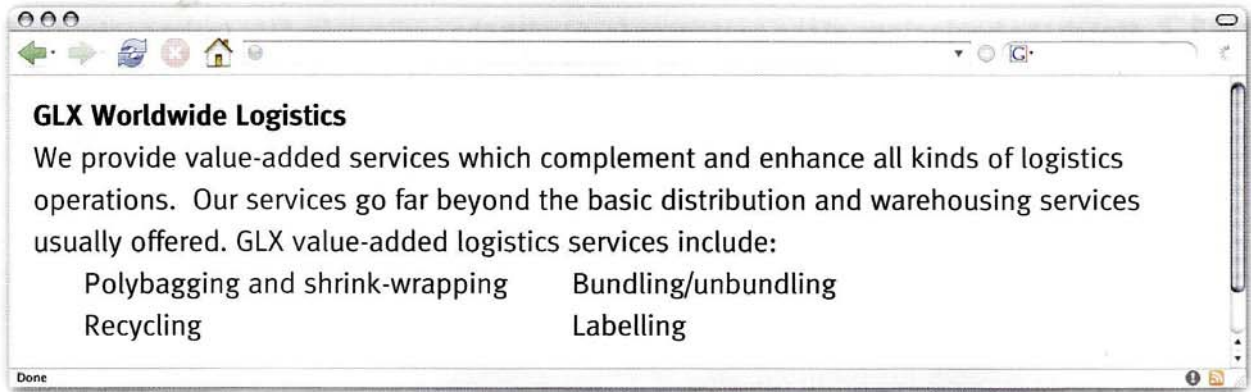 GLX Worldwide Logistics
We provide value-added services which complement and enhance all kinds of logistics
operations. Our services go far beyond the basic distribution and warehousing services
usually offered. GLX value-added logistics services include:
Polybagging and shrink-wrapping Bundling/unbundling
Recycling Labelling
Done